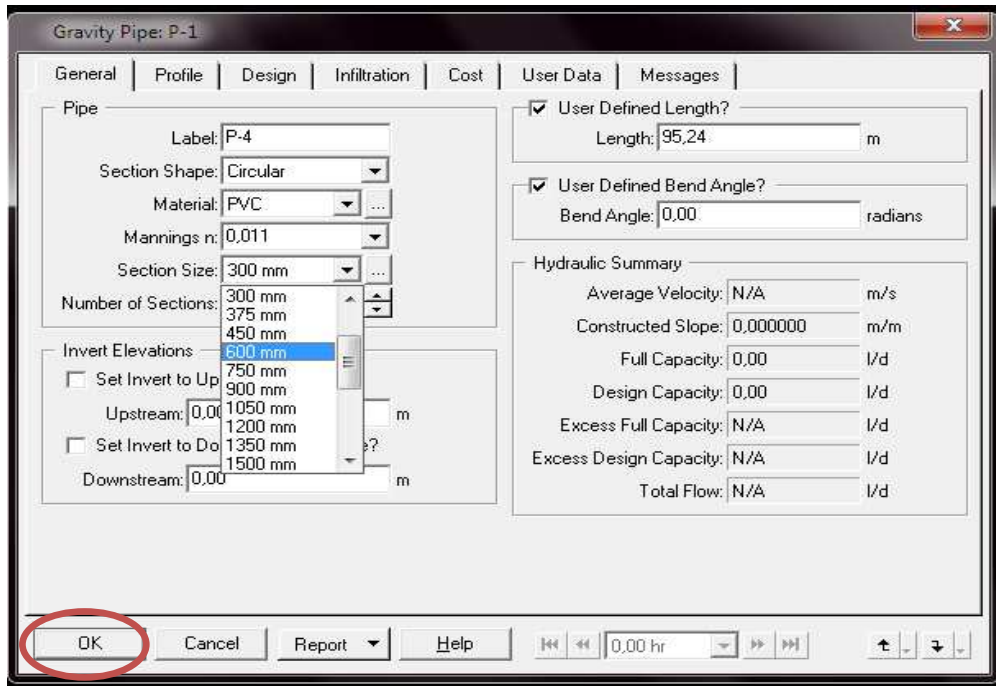 Gravity Pipe: P-1
General Profile Design Infiltration Cost User Data Messages
Pipe
Label: P-4
Section Shape: Circular
Material: PVC ...
Mannings n: 0,011
Section Size: 300 mm ...
Number of Sections:
300 mm
375 mm
450 mm
600 mm
750 mm
900 mm
1050 mm
1200 mm
1350 mm
1500 mm
Invert Elevations
Set Invert to Up
Upstream: 0,00 m
Set Invert to Do e?
Downstream: 0,00 m
User Defined Length?
Length: 95,24 m
User Defined Bend Angle?
Bend Angle: 0,00 radians
Hydraulic Summary
Average Velocity: N/A m/s
Constructed Slope: 0,000000 m/m
Full Capacity: 0,00 l/d
Design Capacity: 0,00 l/d
Excess Full Capacity: N/A l/d
Excess Design Capacity: N/A l/d
Total Flow: N/A l/d
OK Cancel Report Help 0,00 hr